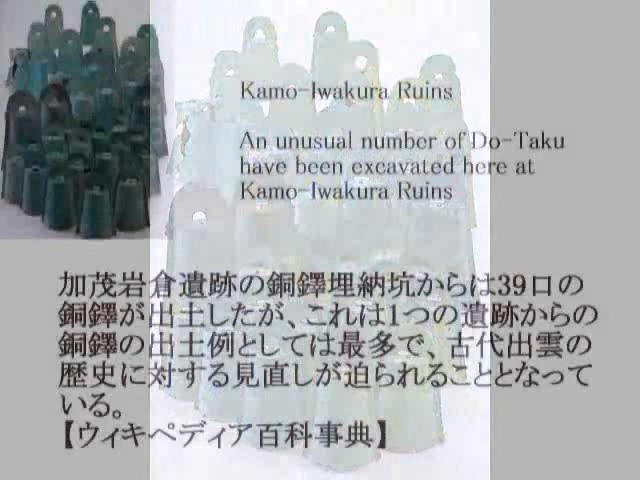 Kamo-Iwakura Ruins
An unusual number of Do-Taku
have been excavated here at
Kamo-Iwakura Ruins
加茂岩倉遺跡の銅鐸埋納坑からは39口の
銅鐸が出土したが、これは1つの遺跡からの
銅鐸の出土例としては最多で、古代出雲の
歴史に対する見直しが迫られることとなって
いる。
【ウィキペディア百科事典】